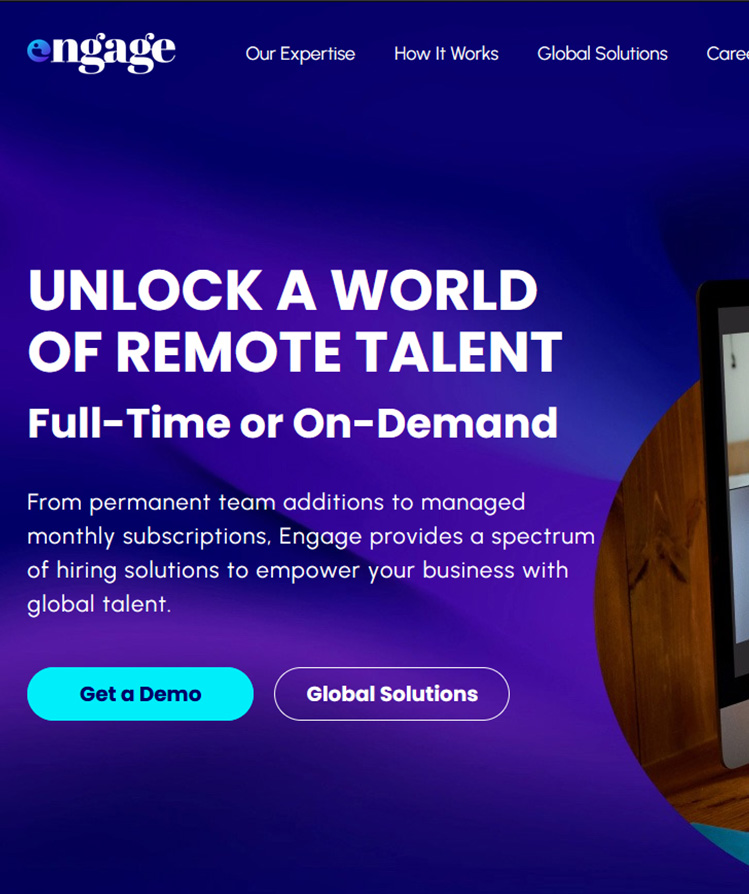 engage
Our Expertise
How It Works
Global Solutions
UNLOCK A WORLD
OF REMOTE TALENT
Full-Time or On-Demand
From permanent team additions to managed
monthly subscriptions, Engage provides a spectrum
of hiring solutions to empower your business with
global talent.
Get a Demo
Global Solutions